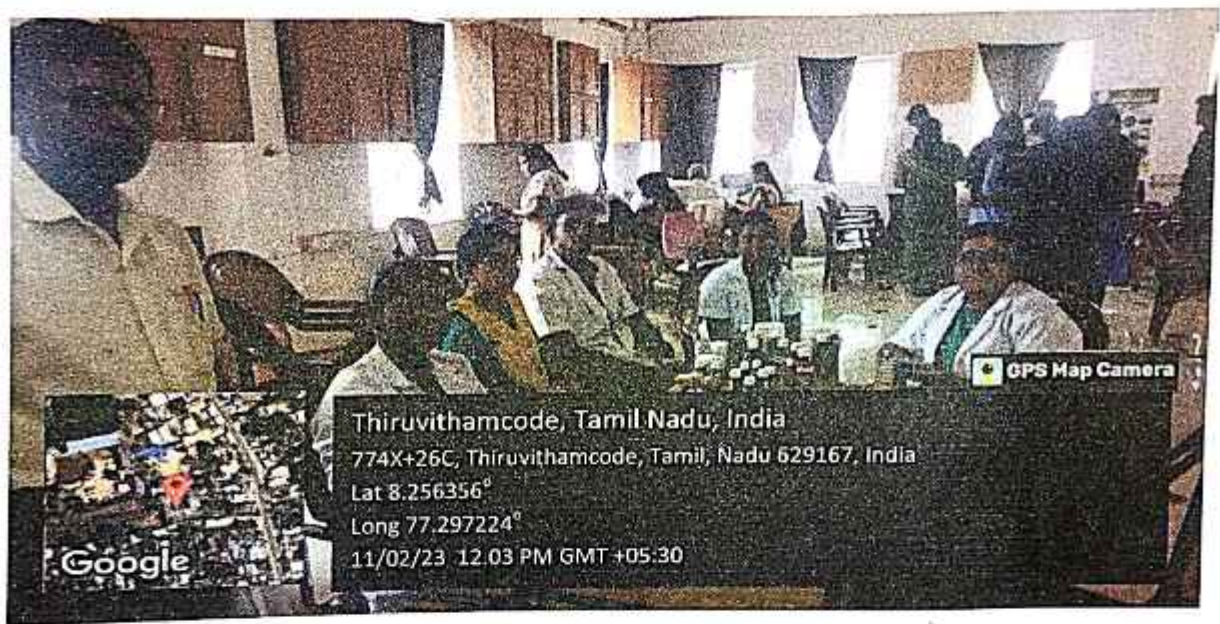 GPS Map Camera
Thiruvithamcode, Tamil Nadu, India
774X+26C, Thiruvithamcode, Tamil, Nadu 629167, India
Lat 8.256356°
Long 77.297224°
11/02/23 12.03 PM GMT +05:30
Google